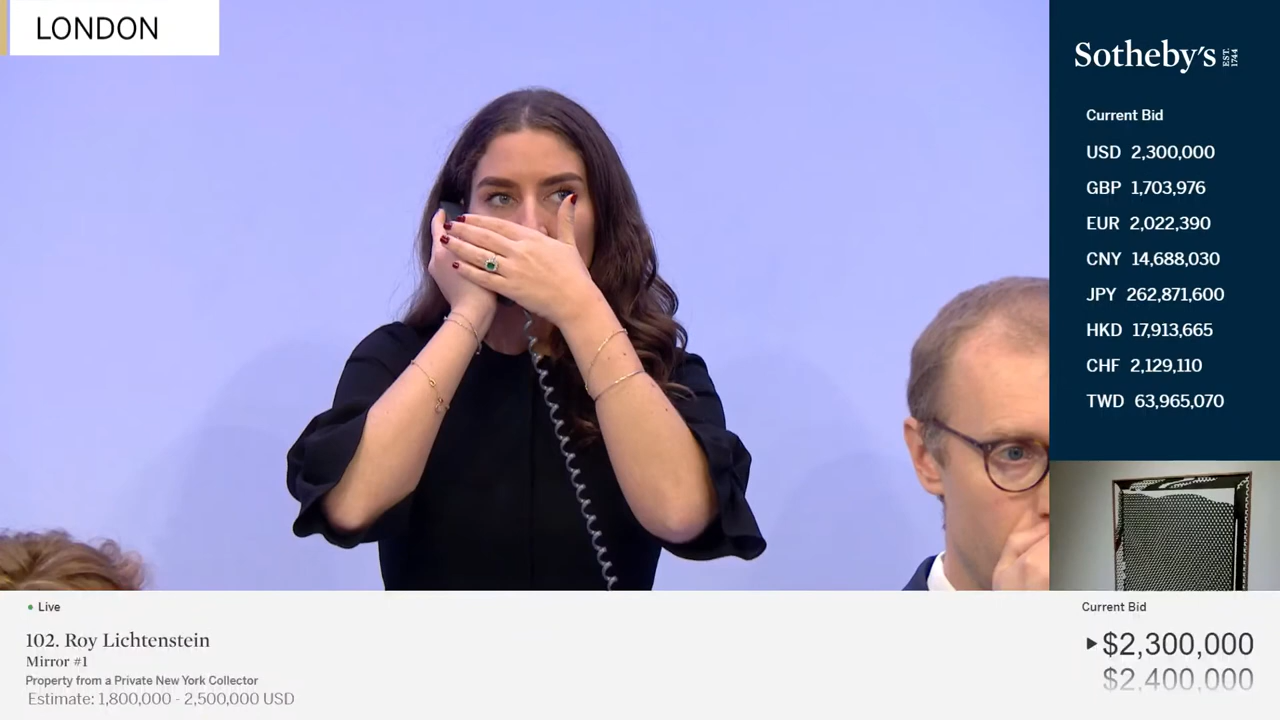 LONDON
Sotheby's EST. 1744
Current Bid
USD 2,300,000
GBP 1,703,976
EUR 2,022,390
CNY 14,688,030
JPY 262,871,600
HKD 17,913,665
CHF 2,129,110
TWD 63,965,070
Live
102. Roy Lichtenstein
Mirror #1
Property from a Private New York Collector
Estimate: 1,800,000 - 2,500,000 USD
Current Bid
$2,300,000
$2,400,000